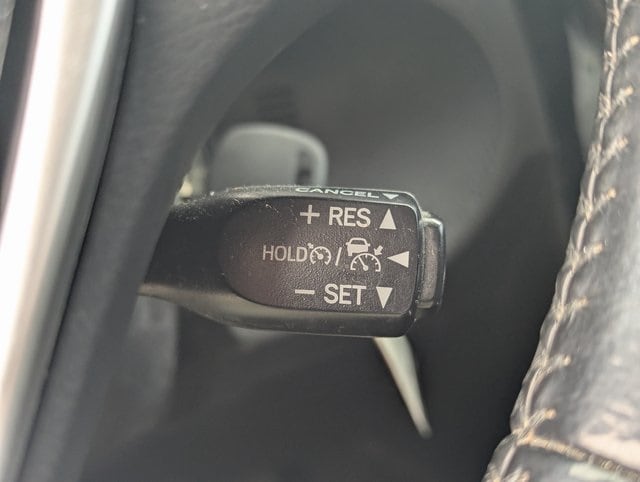 CANCEL ▼
+ RES ▲
HOLD / ◀
– SET ▼